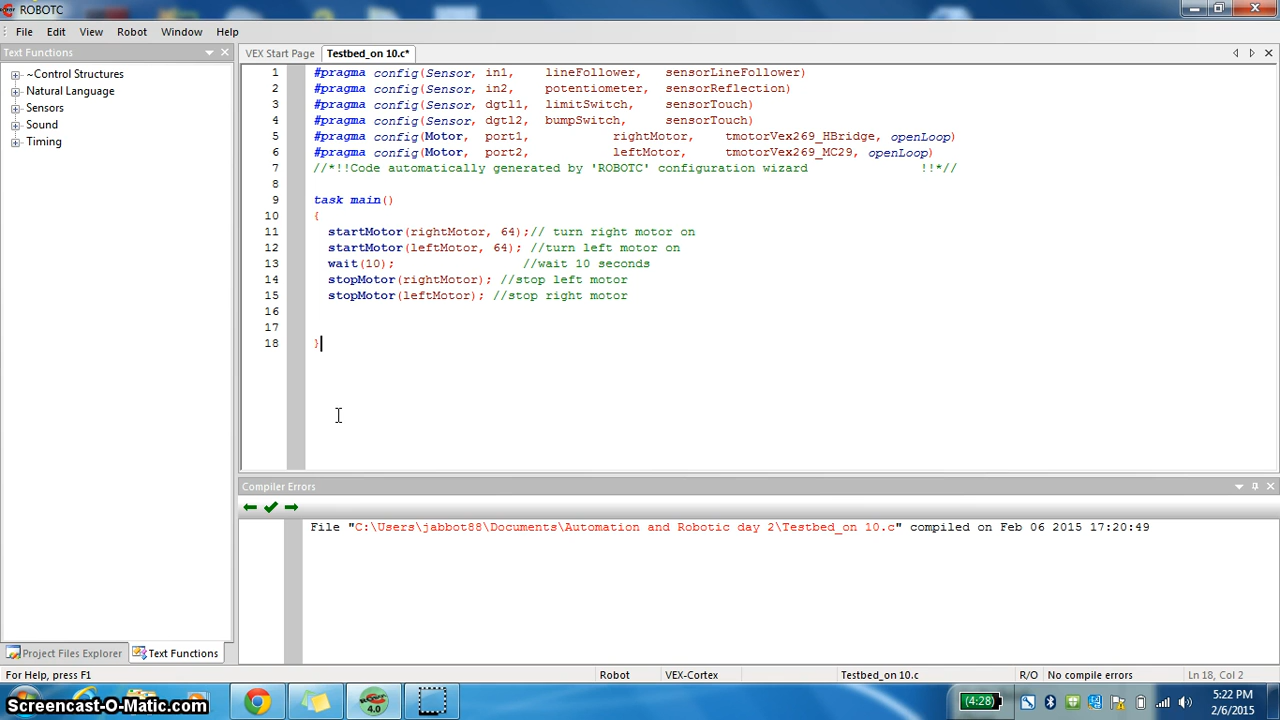 ROBOTC
File Edit View Robot Window Help
Text Functions
~Control Structures
Natural Language
Sensors
Sound
Timing
VEX Start Page Testbed_on 10.c*
1 #pragma config(Sensor, in1, lineFollower, sensorLineFollower)
2 #pragma config(Sensor, in2, potentiometer, sensorReflection)
3 #pragma config(Sensor, dgtl1, limitSwitch, sensorTouch)
4 #pragma config(Sensor, dgtl2, bumpSwitch, sensorTouch)
5 #pragma config(Motor, port1, rightMotor, tmotorVex269_HBridge, openLoop)
6 #pragma config(Motor, port2, leftMotor, tmotorVex269_MC29, openLoop)
7 //*!!Code automatically generated by 'ROBOTC' configuration wizard !!*//
8
9 task main()
10 {
11 startMotor(rightMotor, 64);// turn right motor on
12 startMotor(leftMotor, 64); //turn left motor on
13 wait(10); //wait 10 seconds
14 stopMotor(rightMotor); //stop left motor
15 stopMotor(leftMotor); //stop right motor
16
17
18 }
Compiler Errors
File "C:\Users\jabbot88\Documents\Automation and Robotic day 2\Testbed_on 10.c" compiled on Feb 06 2015 17:20:49
Project Files Explorer Text Functions
For Help, press F1 Robot VEX-Cortex Testbed_on 10.c R/O No compile errors Ln 18, Col 2
Screencast-O-Matic.com 4.0 (4:28) 5:22 PM
2/6/2015